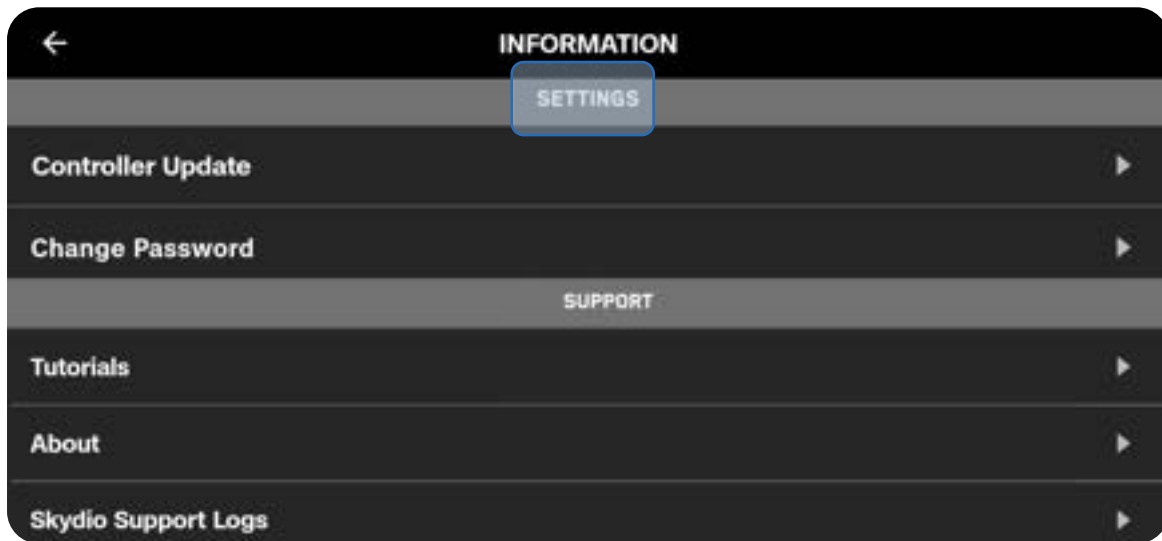 INFORMATION
SETTINGS
Controller Update
Change Password
SUPPORT
Tutorials
About
Skydio Support Logs